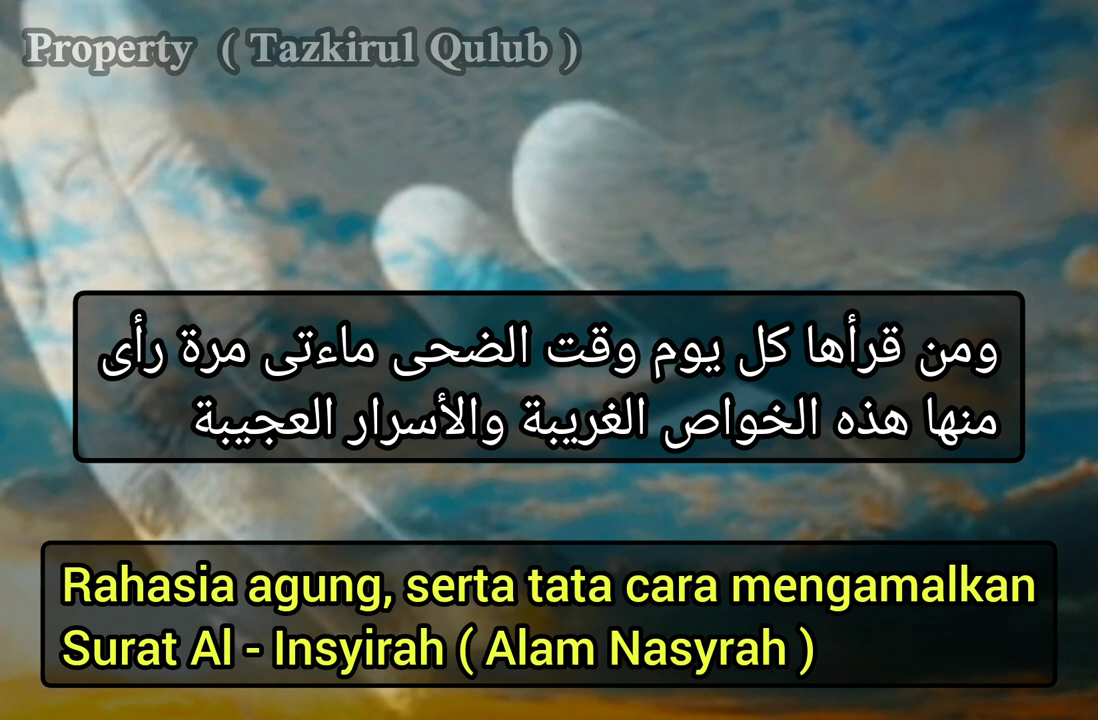 Property ( Tazkirul Qulub )
ومن قرأها كل يوم وقت الضحى ماءتى مرة رأى
منها هذه الخواص الغريبة والأسرار العجيبة
Rahasia agung, serta tata cara mengamalkan
Surat Al - Insyirah ( Alam Nasyrah )